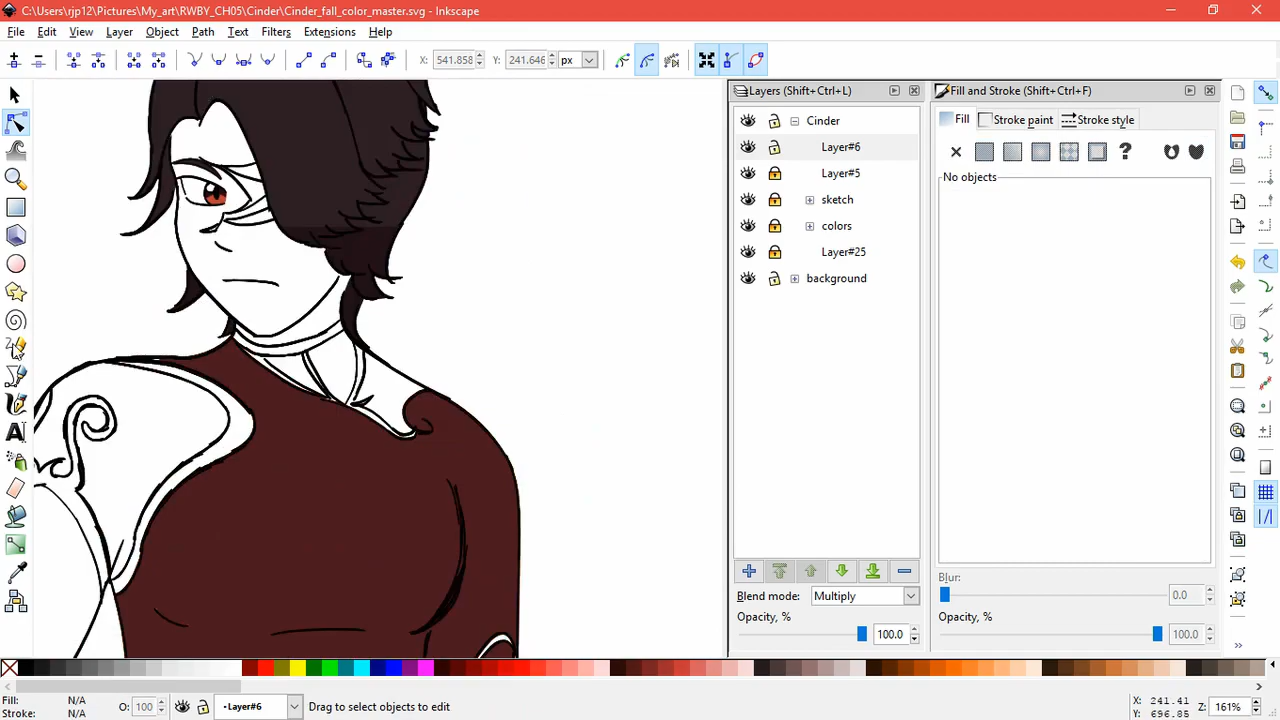 C:\Users\rjp12\Pictures\My_art\RWBY_CH05\Cinder\Cinder_fall_color_master.svg - Inkscape
File Edit View Layer Object Path Text Filters Extensions Help
X: 541.858 Y: 241.646 px
Layers (Shift+Ctrl+L)
Fill and Stroke (Shift+Ctrl+F)
Cinder
Layer#6
Layer#5
sketch
colors
Layer#25
background
Fill Stroke paint Stroke style
No objects
Blend mode: Multiply
Opacity, % 100.0
Blur: 0.0
Opacity, % 100.0
Fill: N/A
Stroke: N/A
O: 100
Layer#6
Drag to select objects to edit
X: 241.41
Y: 696.85
Z: 161%